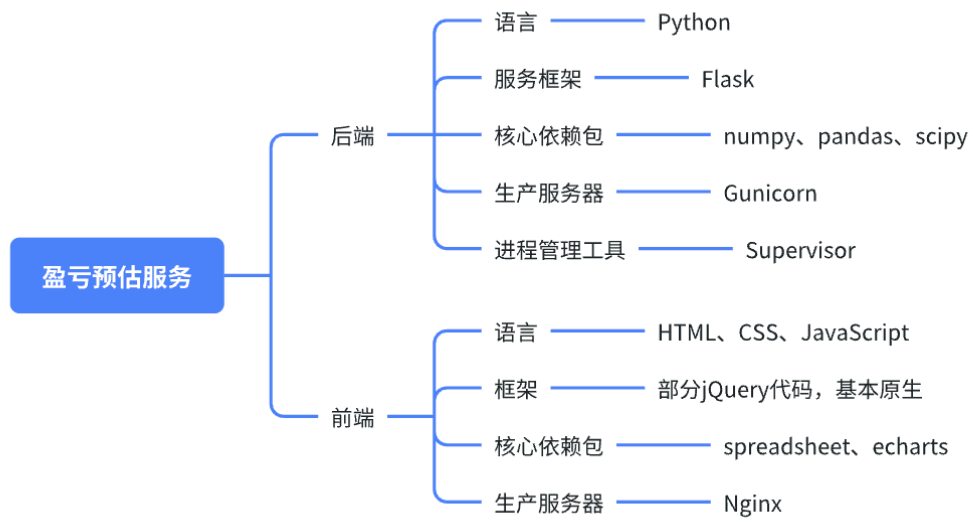 盈亏预估服务
后端
语言
Python
服务框架
Flask
核心依赖包
numpy、pandas、scipy
生产服务器
Gunicorn
进程管理工具
Supervisor
前端
语言
HTML、CSS、JavaScript
框架
部分jQuery代码，基本原生
核心依赖包
spreadsheet、echarts
生产服务器
Nginx